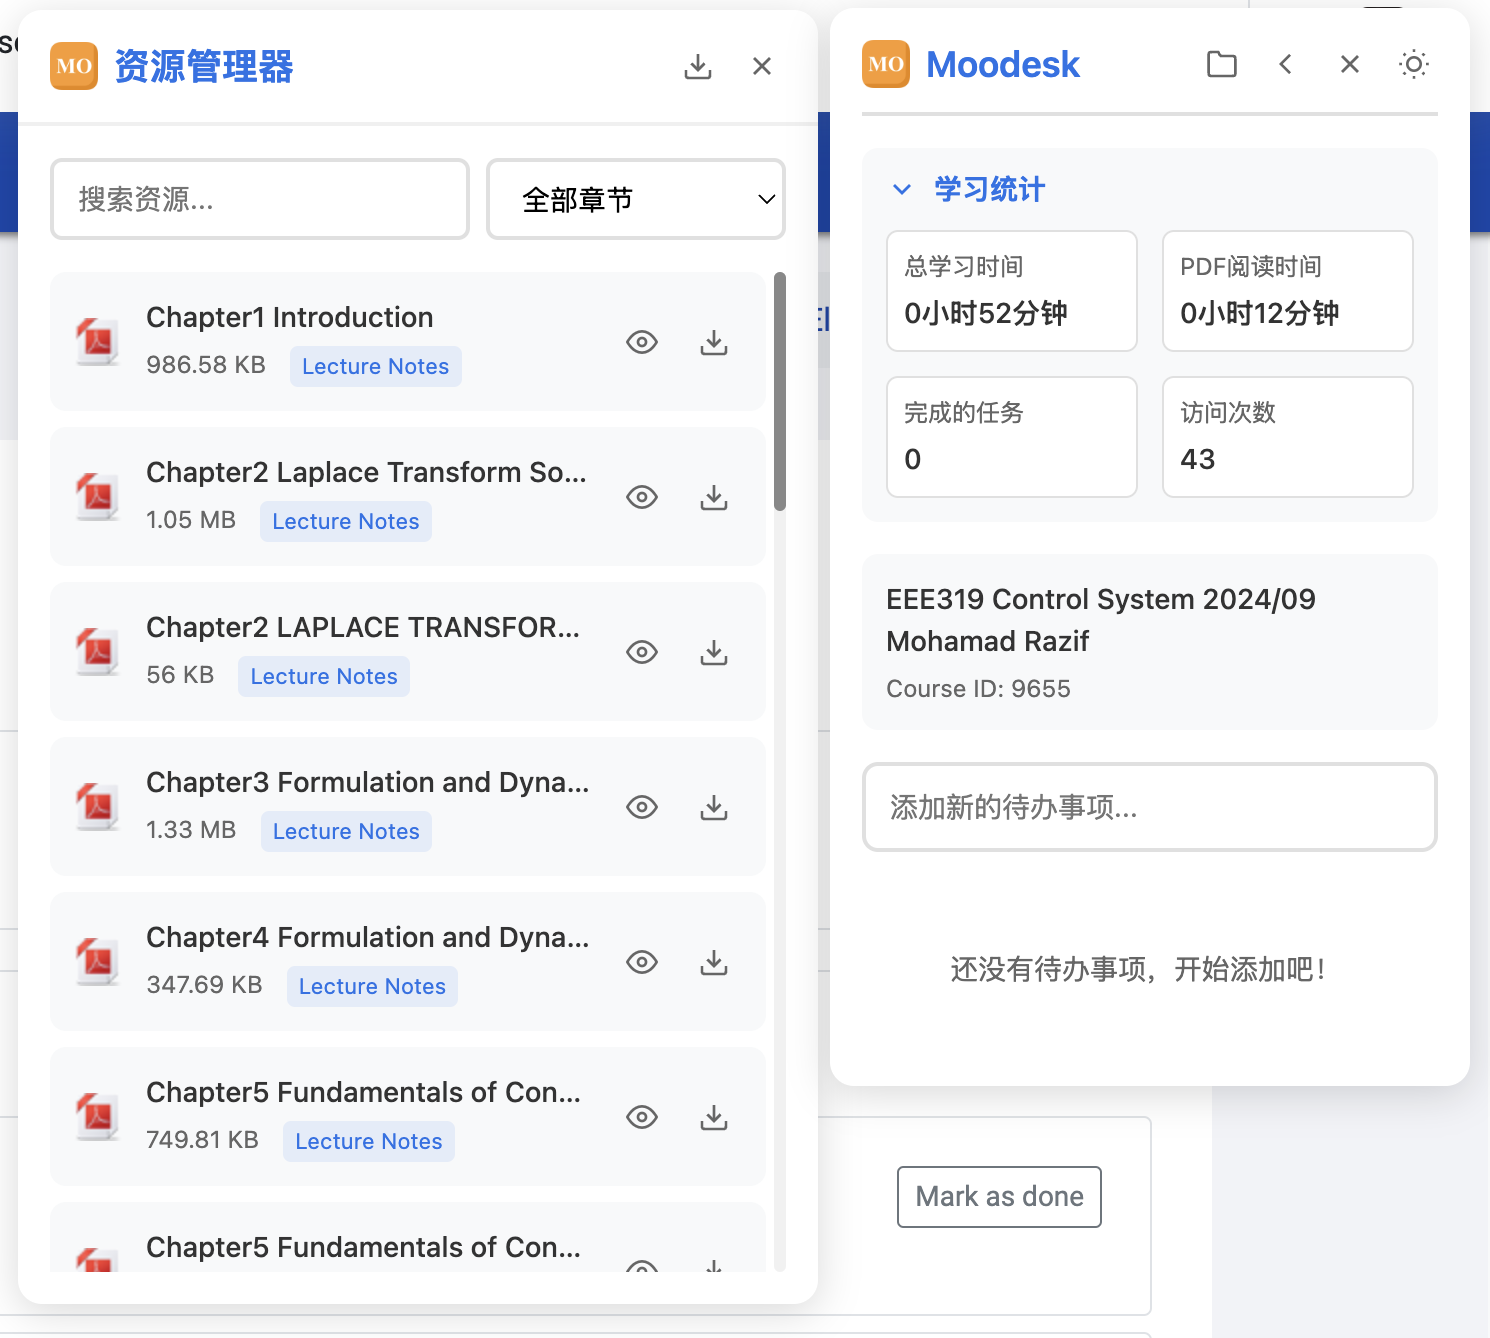 MO 资源管理器
搜索资源...
全部章节
Chapter1 Introduction
986.58 KB Lecture Notes
Chapter2 Laplace Transform So...
1.05 MB Lecture Notes
Chapter2 LAPLACE TRANSFOR...
56 KB Lecture Notes
Chapter3 Formulation and Dyna...
1.33 MB Lecture Notes
Chapter4 Formulation and Dyna...
347.69 KB Lecture Notes
Chapter5 Fundamentals of Con...
749.81 KB Lecture Notes
Chapter5 Fundamentals of Con...
MO Moodesk
学习统计
总学习时间
0小时52分钟
PDF阅读时间
0小时12分钟
完成的任务
0
访问次数
43
EEE319 Control System 2024/09
Mohamad Razif
Course ID: 9655
添加新的待办事项...
还没有待办事项，开始添加吧！
Mark as done